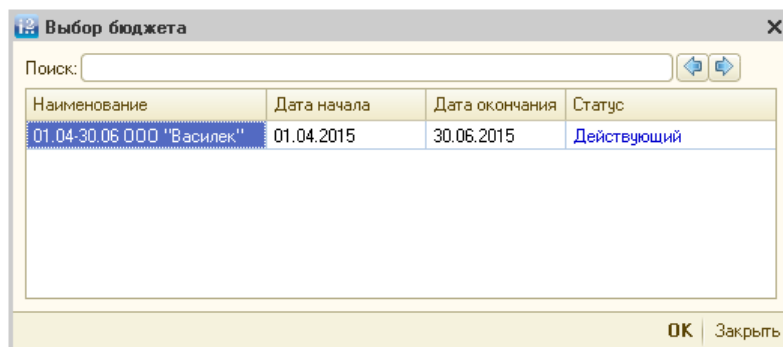 Выбор бюджета
Поиск:
Наименование Дата начала Дата окончания Статус
01.04-30.06 ООО "Василек" 01.04.2015 30.06.2015 Действующий
OK Закрыть